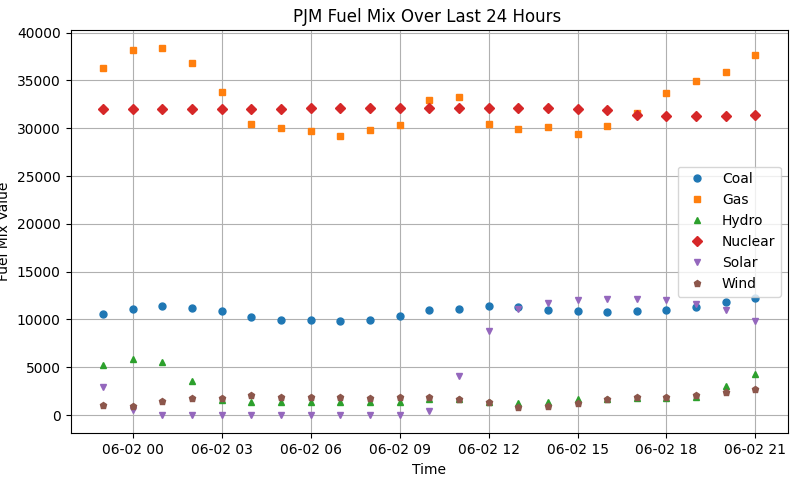 PJM Fuel Mix Over Last 24 Hours
40000
35000
30000
25000
20000
15000
10000
5000
0
Fuel Mix Value
Coal
Gas
Hydro
Nuclear
Solar
Wind
06-02 00
06-02 03
06-02 06
06-02 09
06-02 12
06-02 15
06-02 18
06-02 21
Time